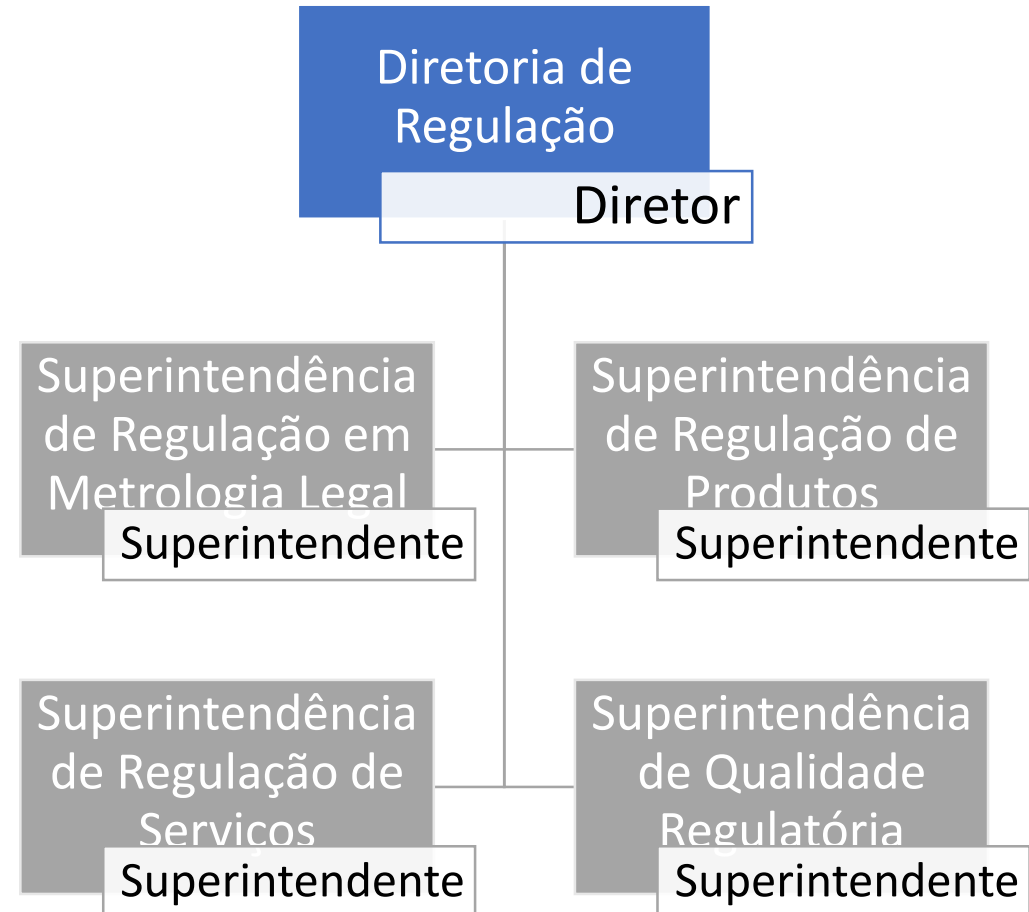 Diretoria de
Regulação
Diretor
Superintendência
de Regulação em
Metrologia Legal
Superintendente
Superintendência
de Regulação de
Produtos
Superintendente
Superintendência
de Regulação de
Serviços
Superintendente
Superintendência
de Qualidade
Regulatória
Superintendente